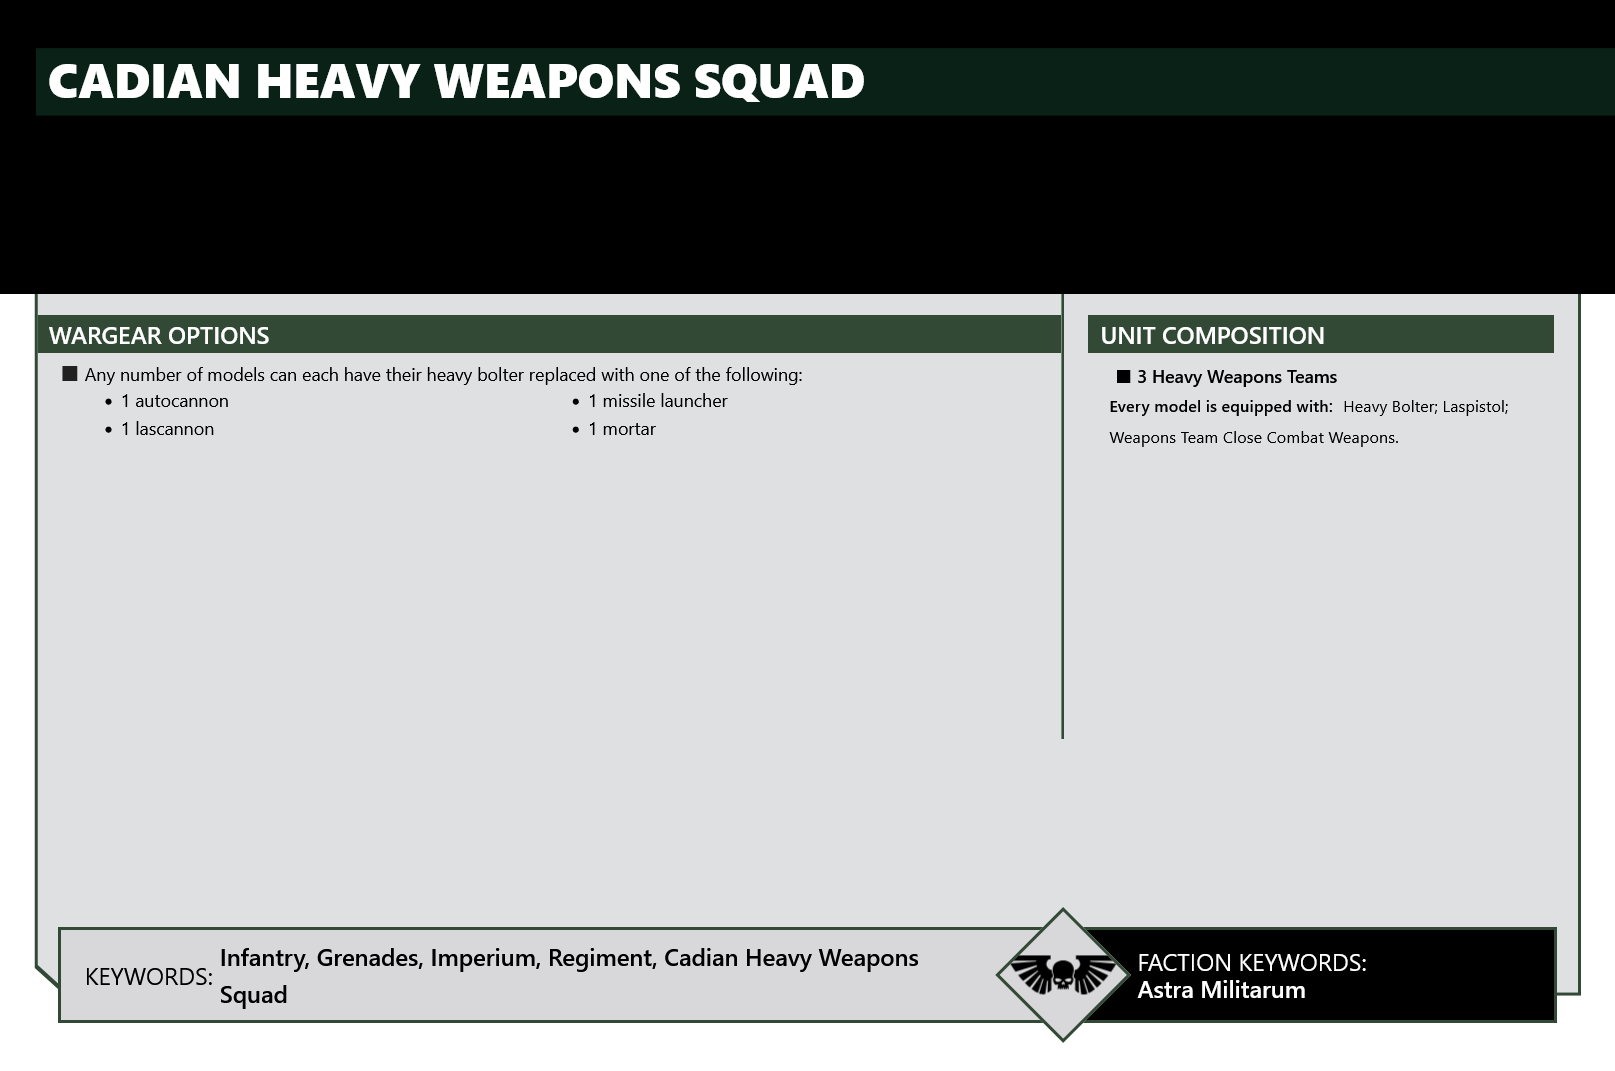 CADIAN HEAVY WEAPONS SQUAD
WARGEAR OPTIONS
■ Any number of models can each have their heavy bolter replaced with one of the following:
• 1 autocannon
• 1 lascannon
• 1 missile launcher
• 1 mortar
UNIT COMPOSITION
■ 3 Heavy Weapons Teams
Every model is equipped with: Heavy Bolter; Laspistol;
Weapons Team Close Combat Weapons.
KEYWORDS:
Infantry, Grenades, Imperium, Regiment, Cadian Heavy Weapons
Squad
FACTION KEYWORDS:
Astra Militarum